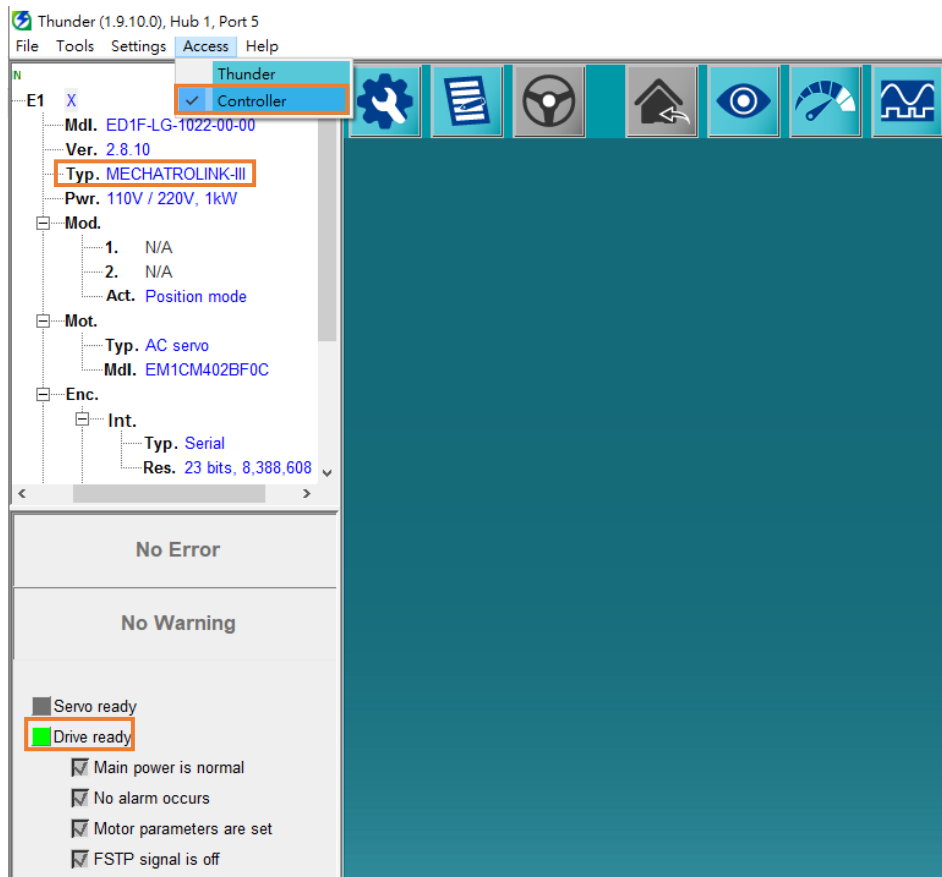 Thunder (1.9.10.0), Hub 1, Port 5
File Tools Settings Access Help
N
Thunder
E1 X
Controller
Mdl. ED1F-LG-1022-00-00
Ver. 2.8.10
Typ. MECHATROLINK-III
Pwr. 110V / 220V, 1kW
Mod.
1. N/A
2. N/A
Act. Position mode
Mot.
Typ. AC servo
Mdl. EM1CM402BF0C
Enc.
Int.
Typ. Serial
Res. 23 bits, 8,388,608
No Error
No Warning
Servo ready
Drive ready
Main power is normal
No alarm occurs
Motor parameters are set
FSTP signal is off